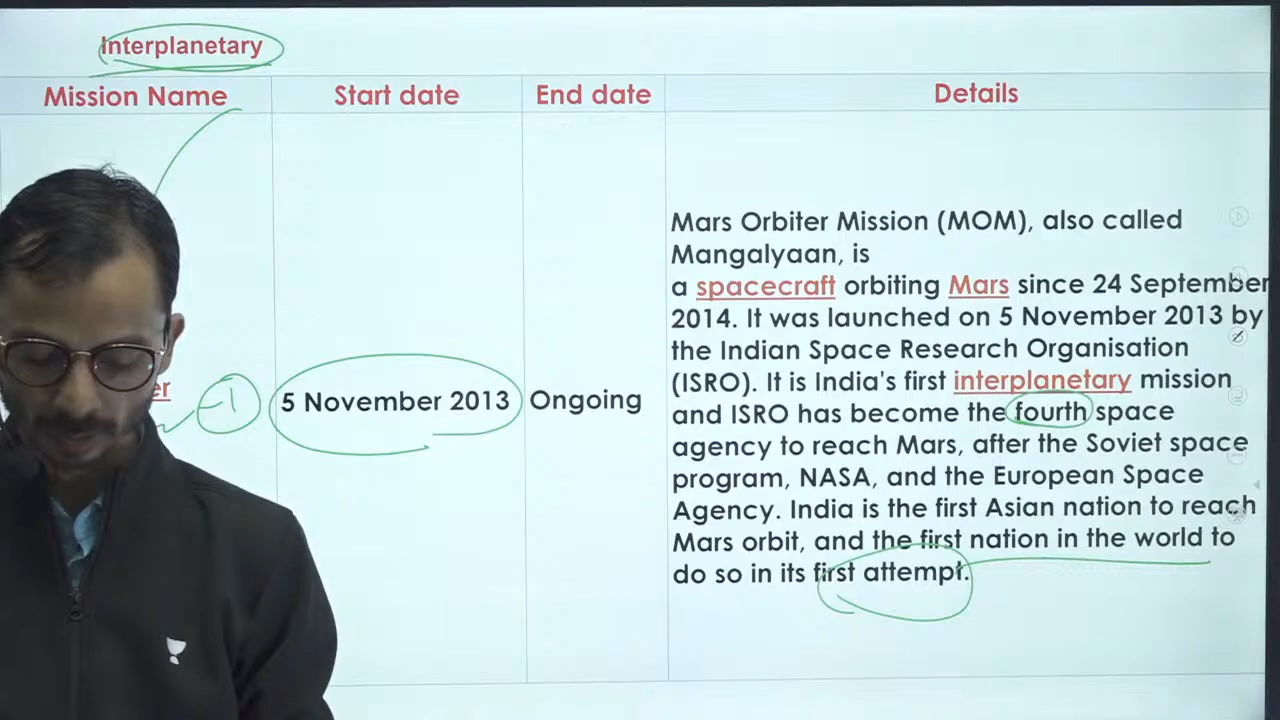 Interplanetary
Mission Name
Start date
End date
Details
er
-1
5 November 2013
Ongoing
Mars Orbiter Mission (MOM), also called
Mangalyaan, is
a spacecraft orbiting Mars since 24 September
2014. It was launched on 5 November 2013 by
the Indian Space Research Organisation
(ISRO). It is India's first interplanetary mission
and ISRO has become the fourth space
agency to reach Mars, after the Soviet space
program, NASA, and the European Space
Agency. India is the first Asian nation to reach
Mars orbit, and the first nation in the world to
do so in its first attempt.